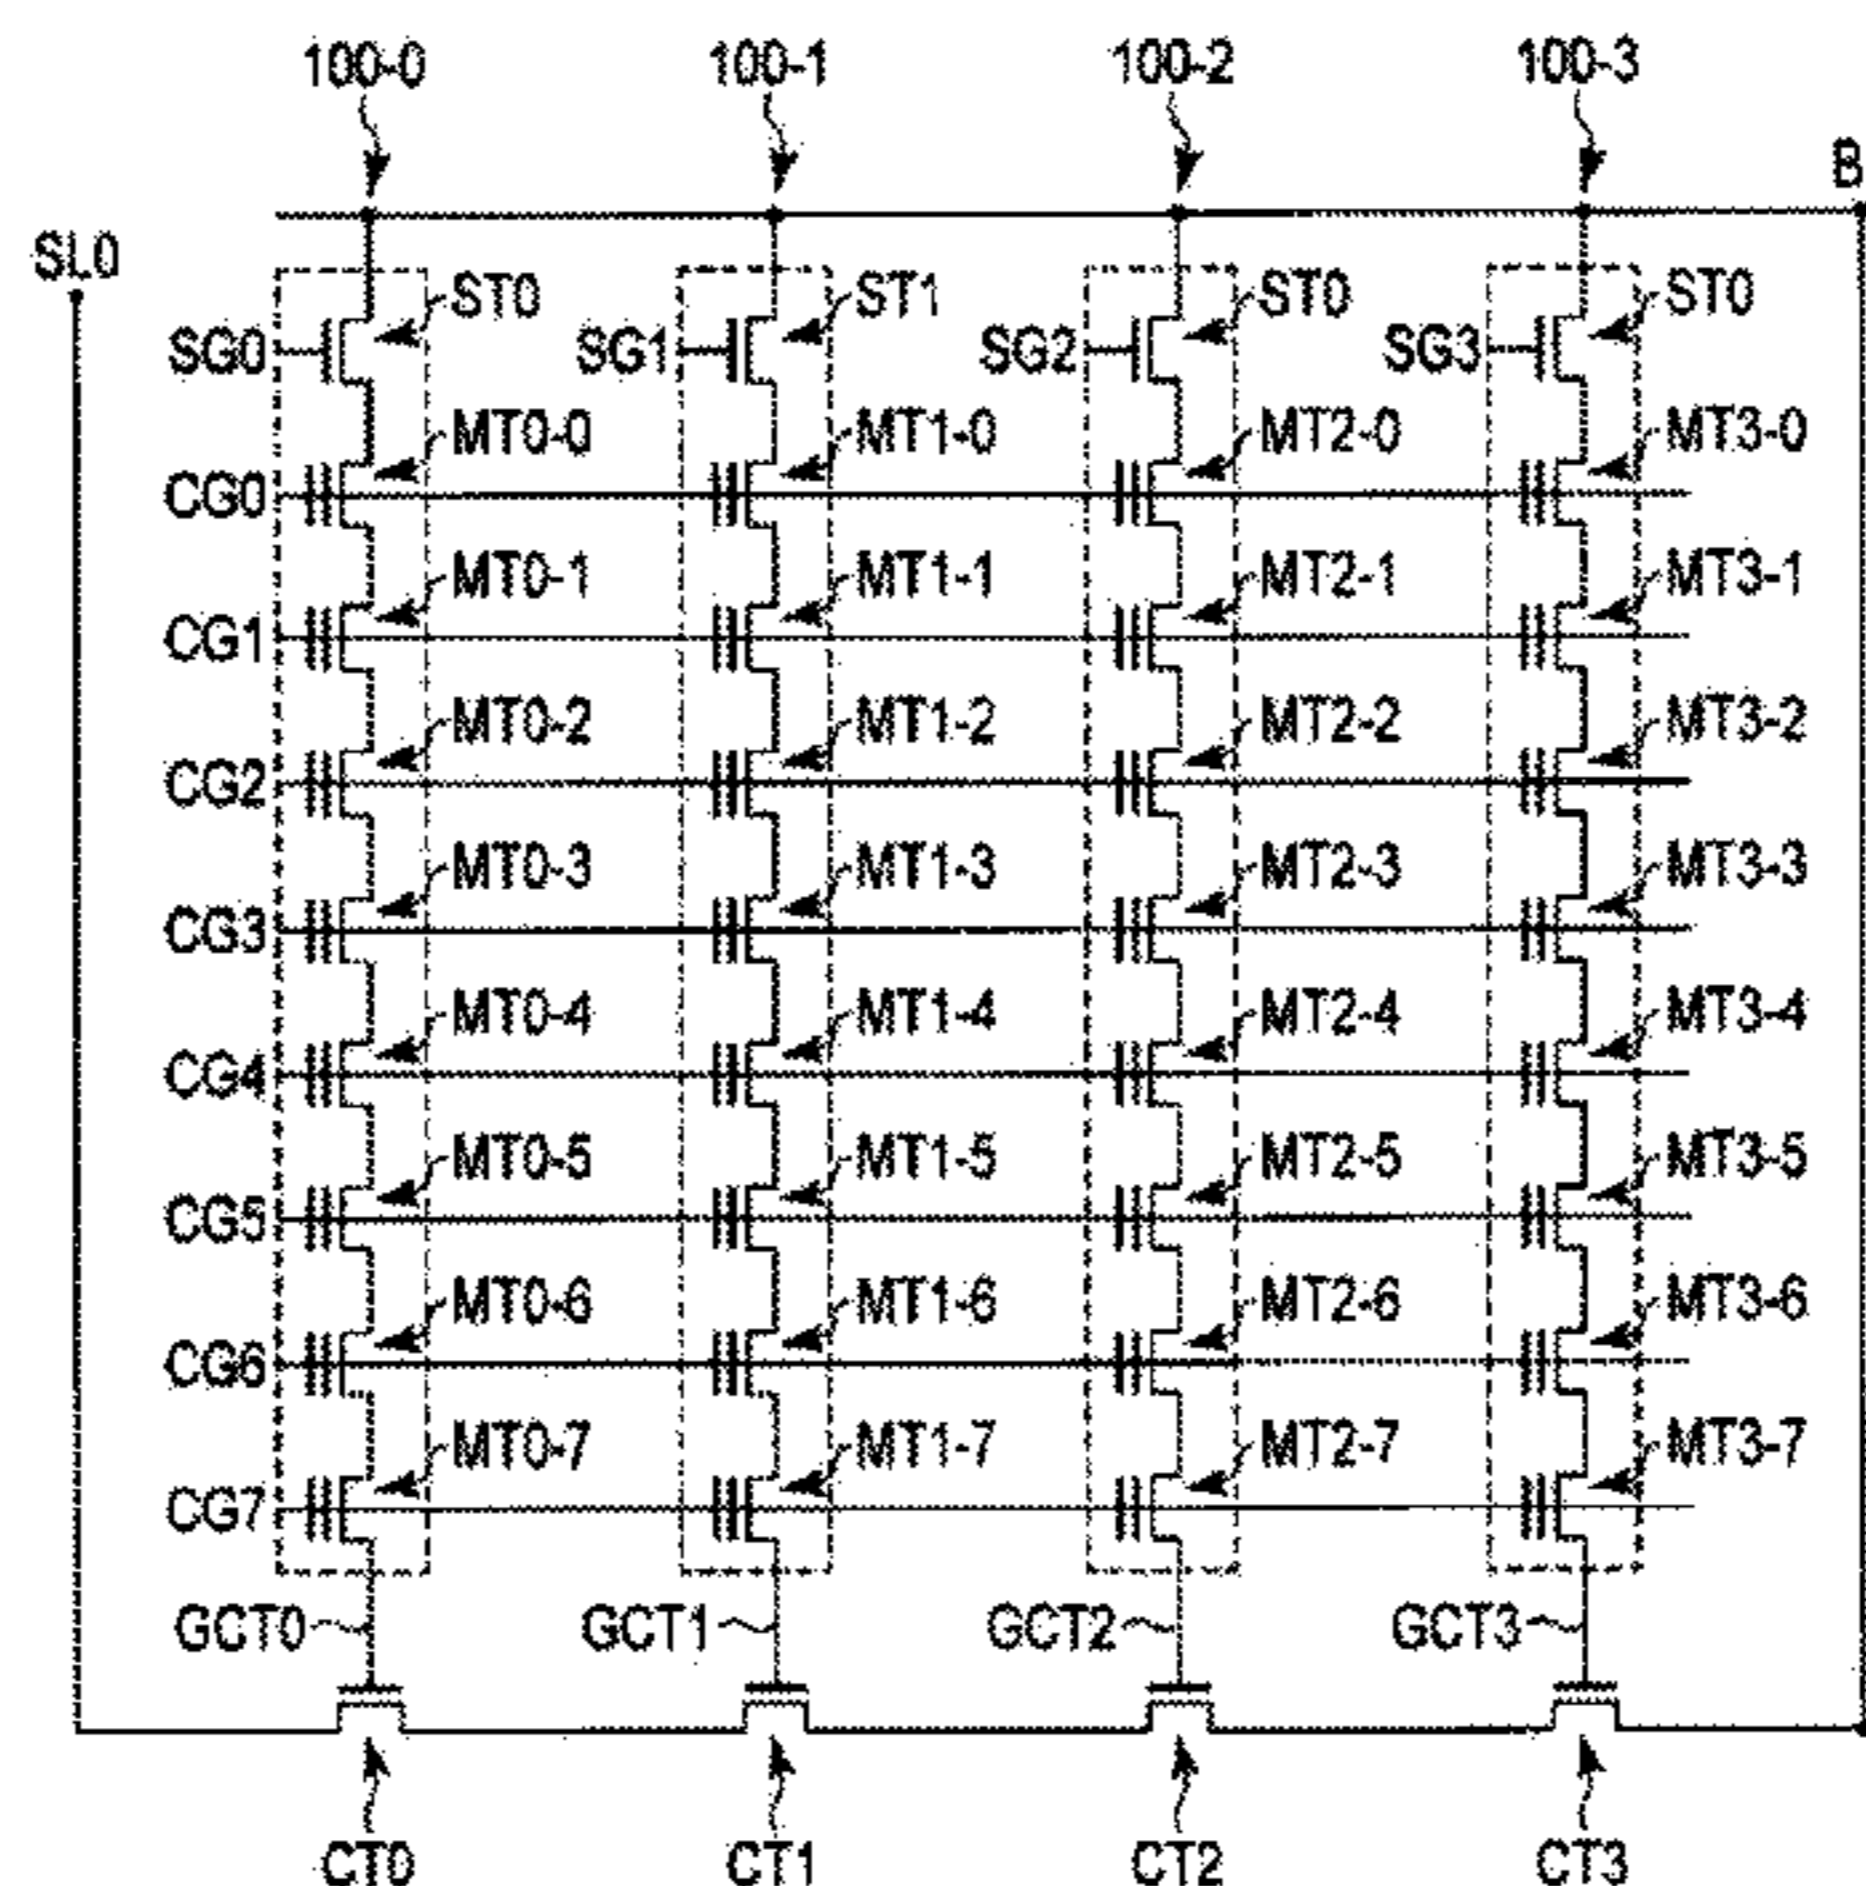 100-0 100-1 100-2 100-3
B
SL0
ST0 ST1 ST0 ST0
SG0 SG1 SG2 SG3
MT0-0 MT1-0 MT2-0 MT3-0
CG0
MT0-1 MT1-1 MT2-1 MT3-1
CG1
MT0-2 MT1-2 MT2-2 MT3-2
CG2
MT0-3 MT1-3 MT2-3 MT3-3
CG3
MT0-4 MT1-4 MT2-4 MT3-4
CG4
MT0-5 MT1-5 MT2-5 MT3-5
CG5
MT0-6 MT1-6 MT2-6 MT3-6
CG6
MT0-7 MT1-7 MT2-7 MT3-7
CG7
GCT0 GCT1 GCT2 GCT3
CT0 CT1 CT2 CT3